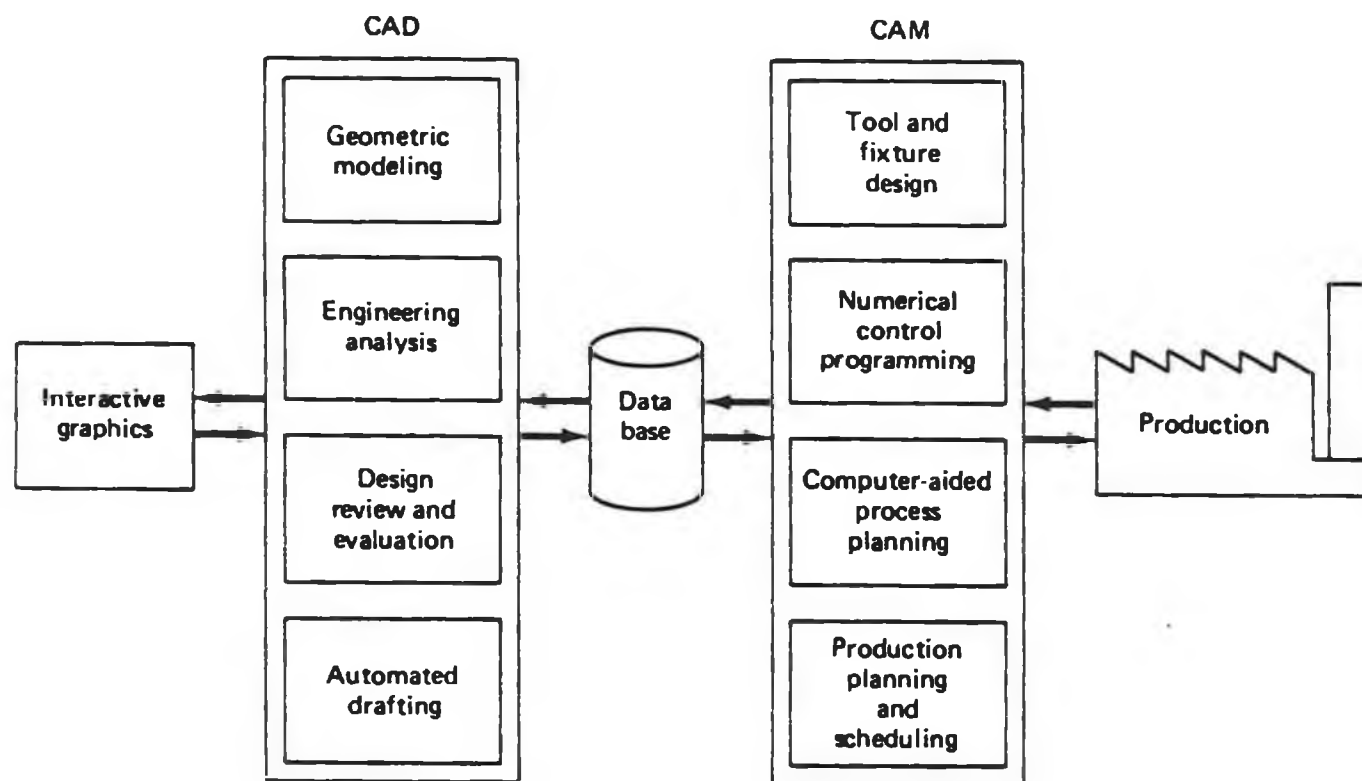 CAD
CAM
Geometric
modeling
Engineering
analysis
Design
review and
evaluation
Automated
drafting
Interactive
graphics
Data
base
Tool and
fixture
design
Numerical
control
programming
Computer-aided
process
planning
Production
planning
and
scheduling
Production